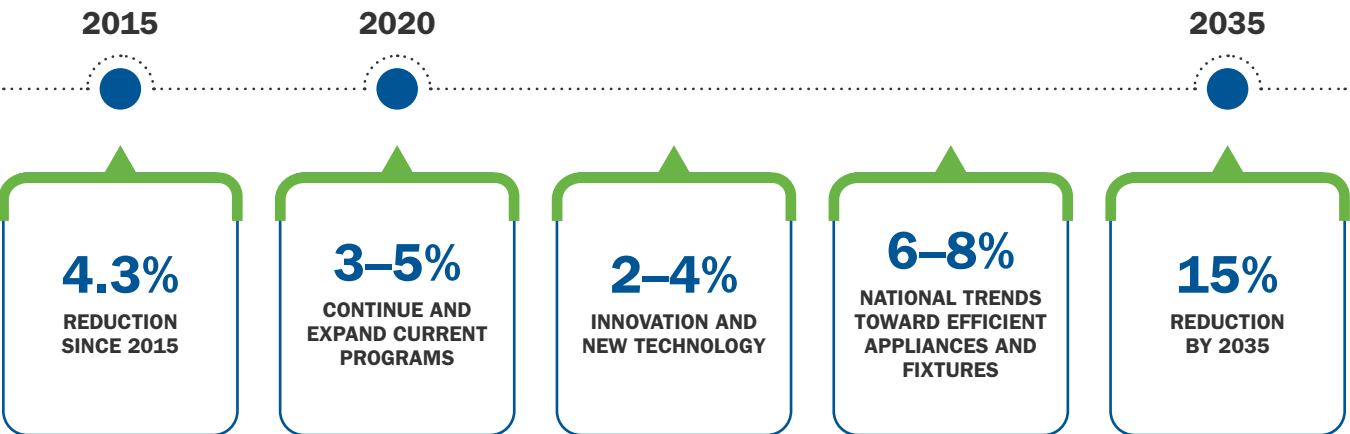 2015
2020
2035
4.3%
REDUCTION
SINCE 2015
3–5%
CONTINUE AND
EXPAND CURRENT
PROGRAMS
2–4%
INNOVATION AND
NEW TECHNOLOGY
6–8%
NATIONAL TRENDS
TOWARD EFFICIENT
APPLIANCES AND
FIXTURES
15%
REDUCTION
BY 2035